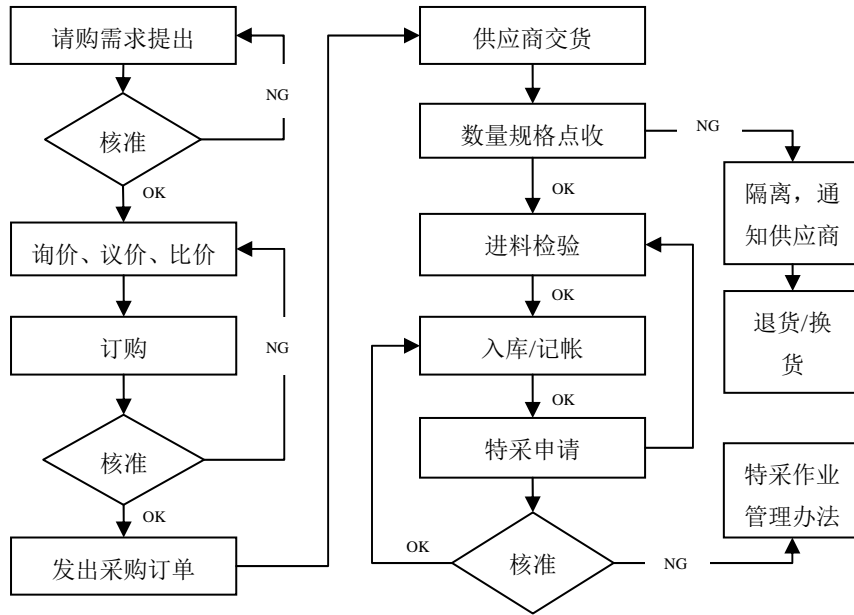 请购需求提出
NG
核准
OK
询价、议价、比价
订购
NG
核准
OK
发出采购订单
供应商交货
数量规格点收
NG
OK
隔离，通
知供应商
进料检验
OK
退货/换
货
入库/记帐
OK
特采申请
特采作业
管理办法
OK
核准
NG